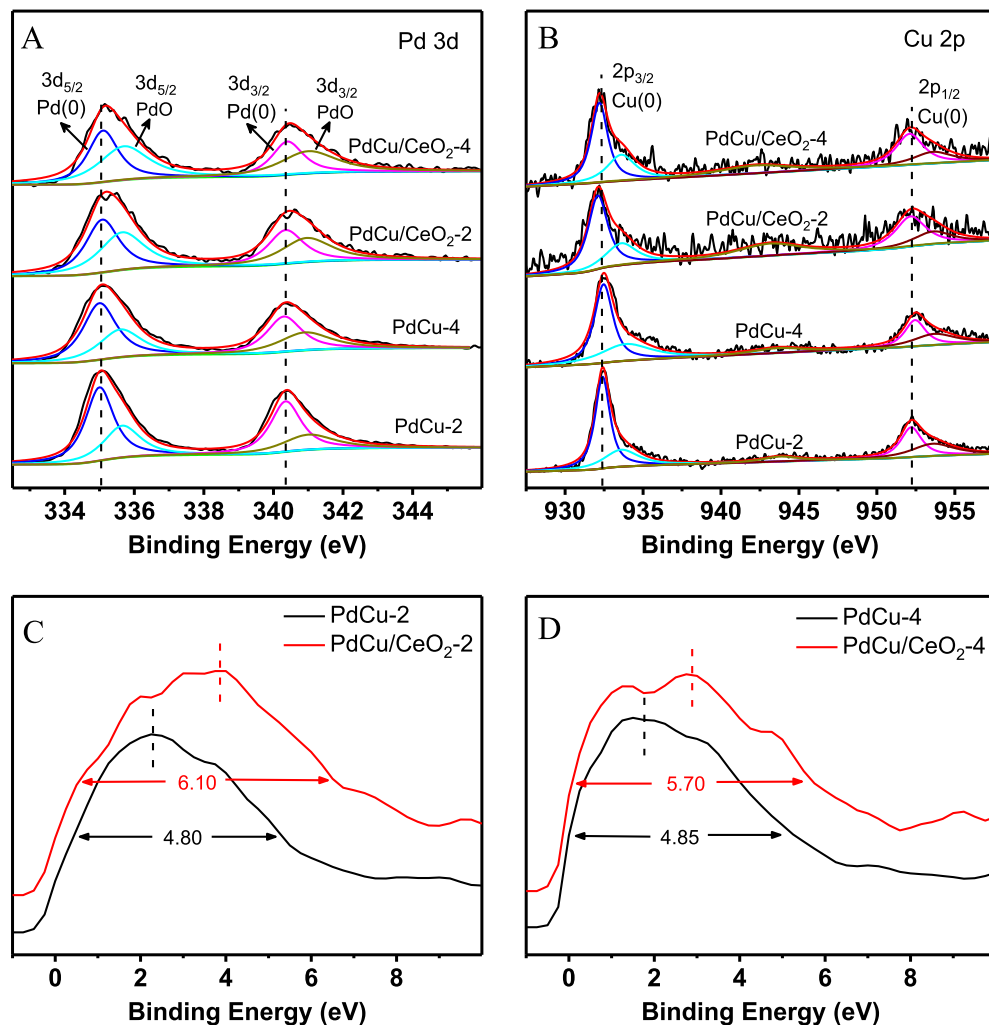 A
Pd 3d
3d5/2
Pd(0)
3d5/2
PdO
3d3/2
Pd(0)
3d3/2
PdO
PdCu/CeO2-4
PdCu/CeO2-2
PdCu-4
PdCu-2
334 336 338 340 342 344
Binding Energy (eV)
B
Cu 2p
2p3/2
Cu(0)
2p1/2
Cu(0)
PdCu/CeO2-4
PdCu/CeO2-2
PdCu-4
PdCu-2
930 935 940 945 950 955
Binding Energy (eV)
C
PdCu-2
PdCu/CeO2-2
6.10
4.80
0 2 4 6 8
Binding Energy (eV)
D
PdCu-4
PdCu/CeO2-4
5.70
4.85
0 2 4 6 8
Binding Energy (eV)